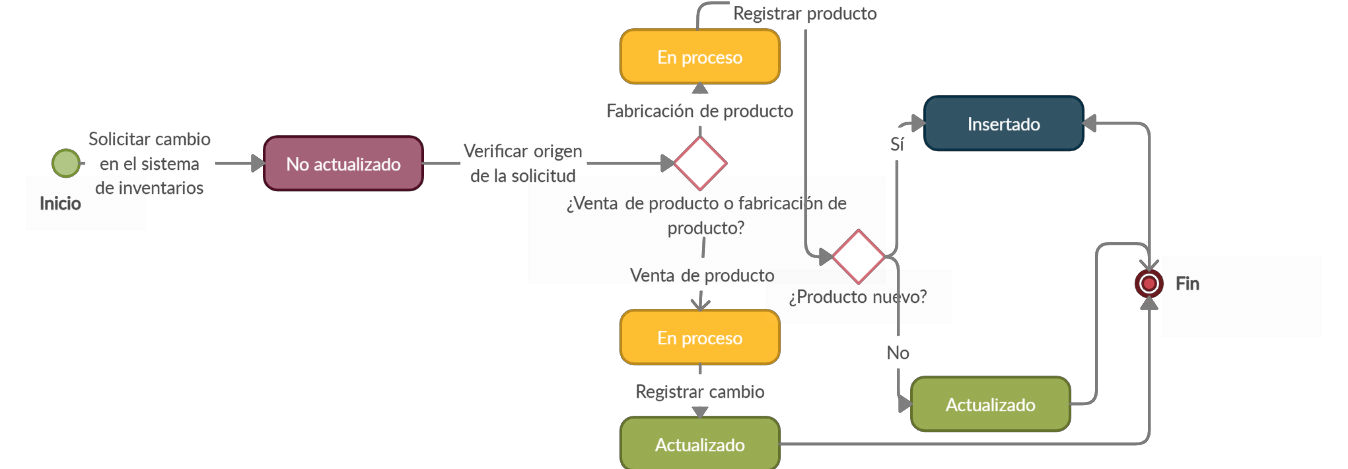 Registrar producto
En proceso
Fabricación de producto
Insertado
Sí
Solicitar cambio
en el sistema
de inventarios
No actualizado
Verificar origen
de la solicitud
Inicio
¿Venta de producto o fabricación de
producto?
Venta de producto
¿Producto nuevo?
Fin
En proceso
No
Registrar cambio
Actualizado
Actualizado